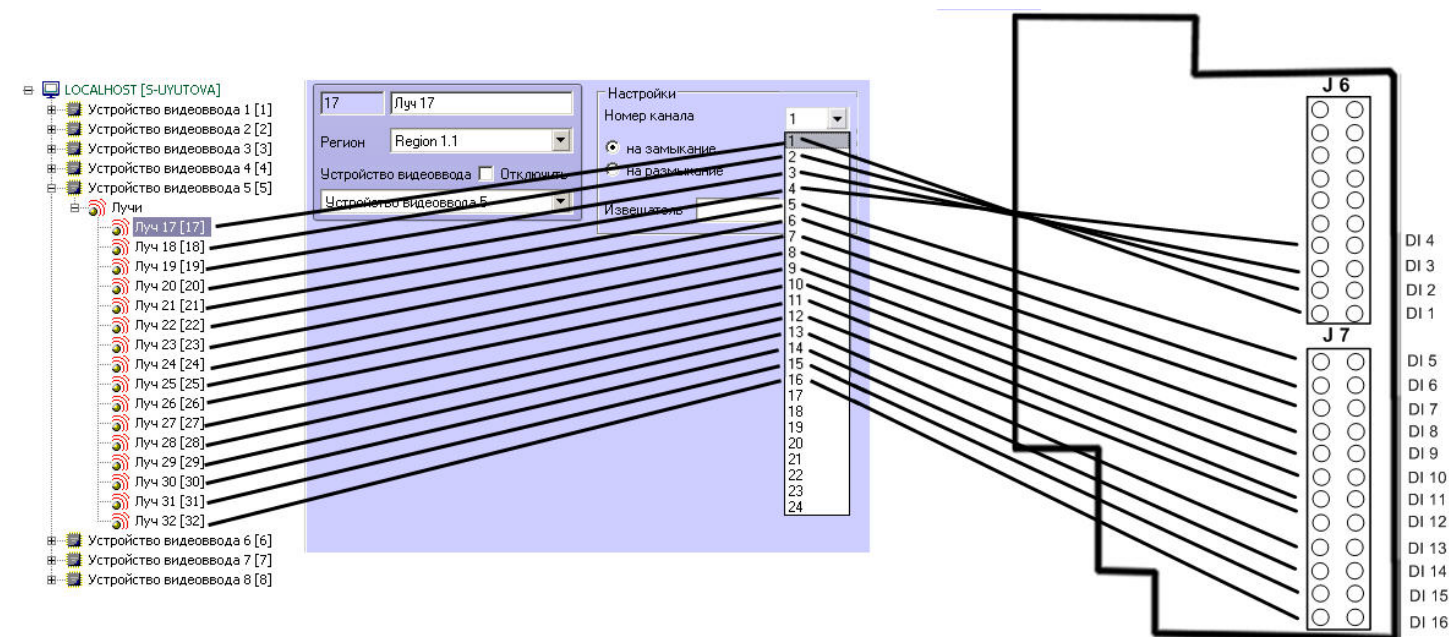 LOCALHOST [S-UYUTOVA]
Устройство видеоввода 1 [1]
Устройство видеоввода 2 [2]
Устройство видеоввода 3 [3]
Устройство видеоввода 4 [4]
Устройство видеоввода 5 [5]
Лучи
Луч 17 [17]
Луч 18 [18]
Луч 19 [19]
Луч 20 [20]
Луч 21 [21]
Луч 22 [22]
Луч 23 [23]
Луч 24 [24]
Луч 25 [25]
Луч 26 [26]
Луч 27 [27]
Луч 28 [28]
Луч 29 [29]
Луч 30 [30]
Луч 31 [31]
Луч 32 [32]
Устройство видеоввода 6 [6]
Устройство видеоввода 7 [7]
Устройство видеоввода 8 [8]
17 Луч 17
Регион Region 1.1
Устройство видеоввода Отключить
Устройство видеоввода 5
Настройки
Номер канала 1
на замыкание
на размыкание
Извещатель
1
2
3
4
5
6
7
8
9
10
11
12
13
14
15
16
17
18
19
20
21
22
23
24
J 6
DI 4
DI 3
DI 2
DI 1
J 7
DI 5
DI 6
DI 7
DI 8
DI 9
DI 10
DI 11
DI 12
DI 13
DI 14
DI 15
DI 16